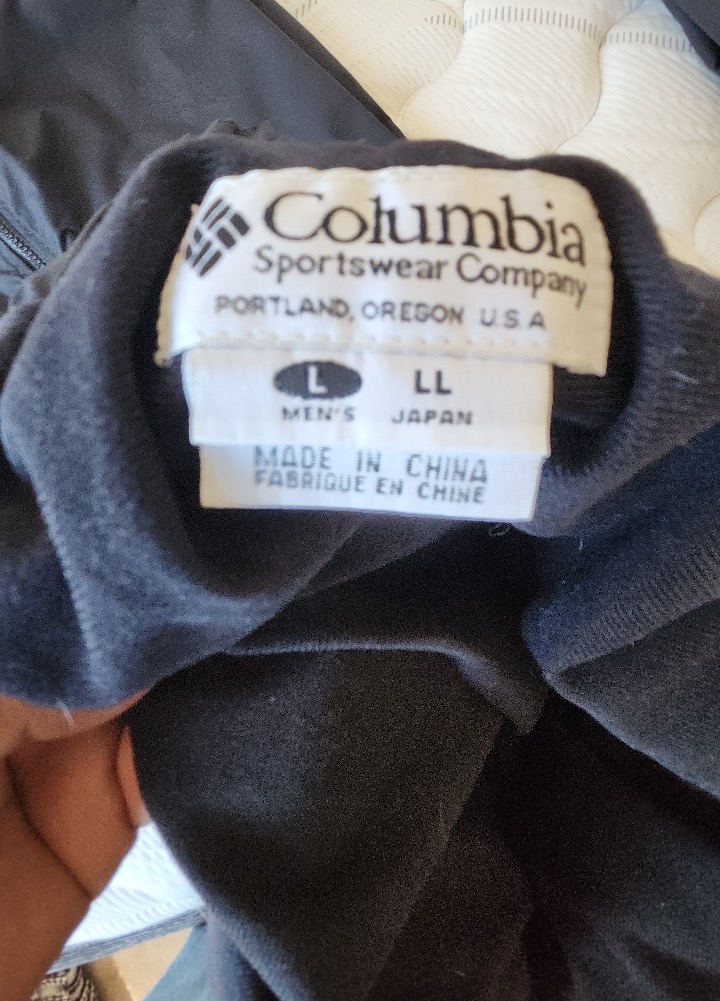 Columbia
Sportswear Company
PORTLAND, OREGON U.S.A
L LL
MEN'S JAPAN
MADE IN CHINA
FABRIQUE EN CHINE